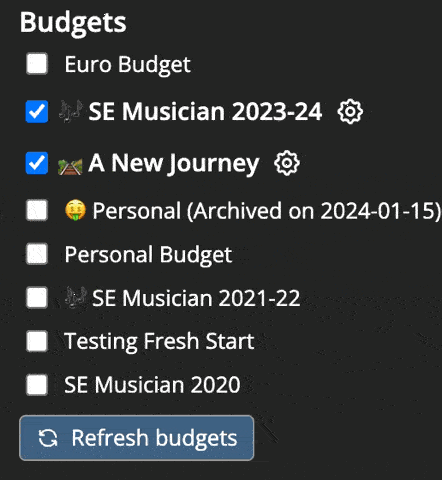 Budgets
Euro Budget
🎶 SE Musician 2023-24
🛤️ A New Journey
🤑 Personal (Archived on 2024-01-15)
Personal Budget
🎶 SE Musician 2021-22
Testing Fresh Start
SE Musician 2020
Refresh budgets